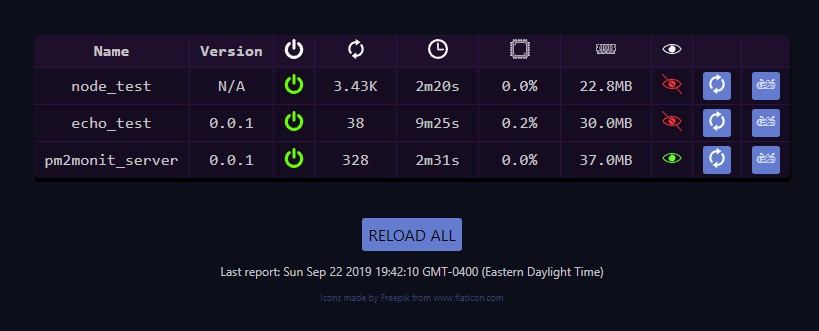 Name Version
node_test N/A 3.43K 2m20s 0.0% 22.8MB
echo_test 0.0.1 38 9m25s 0.2% 30.0MB
pm2monit_server 0.0.1 328 2m31s 0.0% 37.0MB
RELOAD ALL
Last report: Sun Sep 22 2019 19:42:10 GMT-0400 (Eastern Daylight Time)
Icons made by Freepik from www.flaticon.com